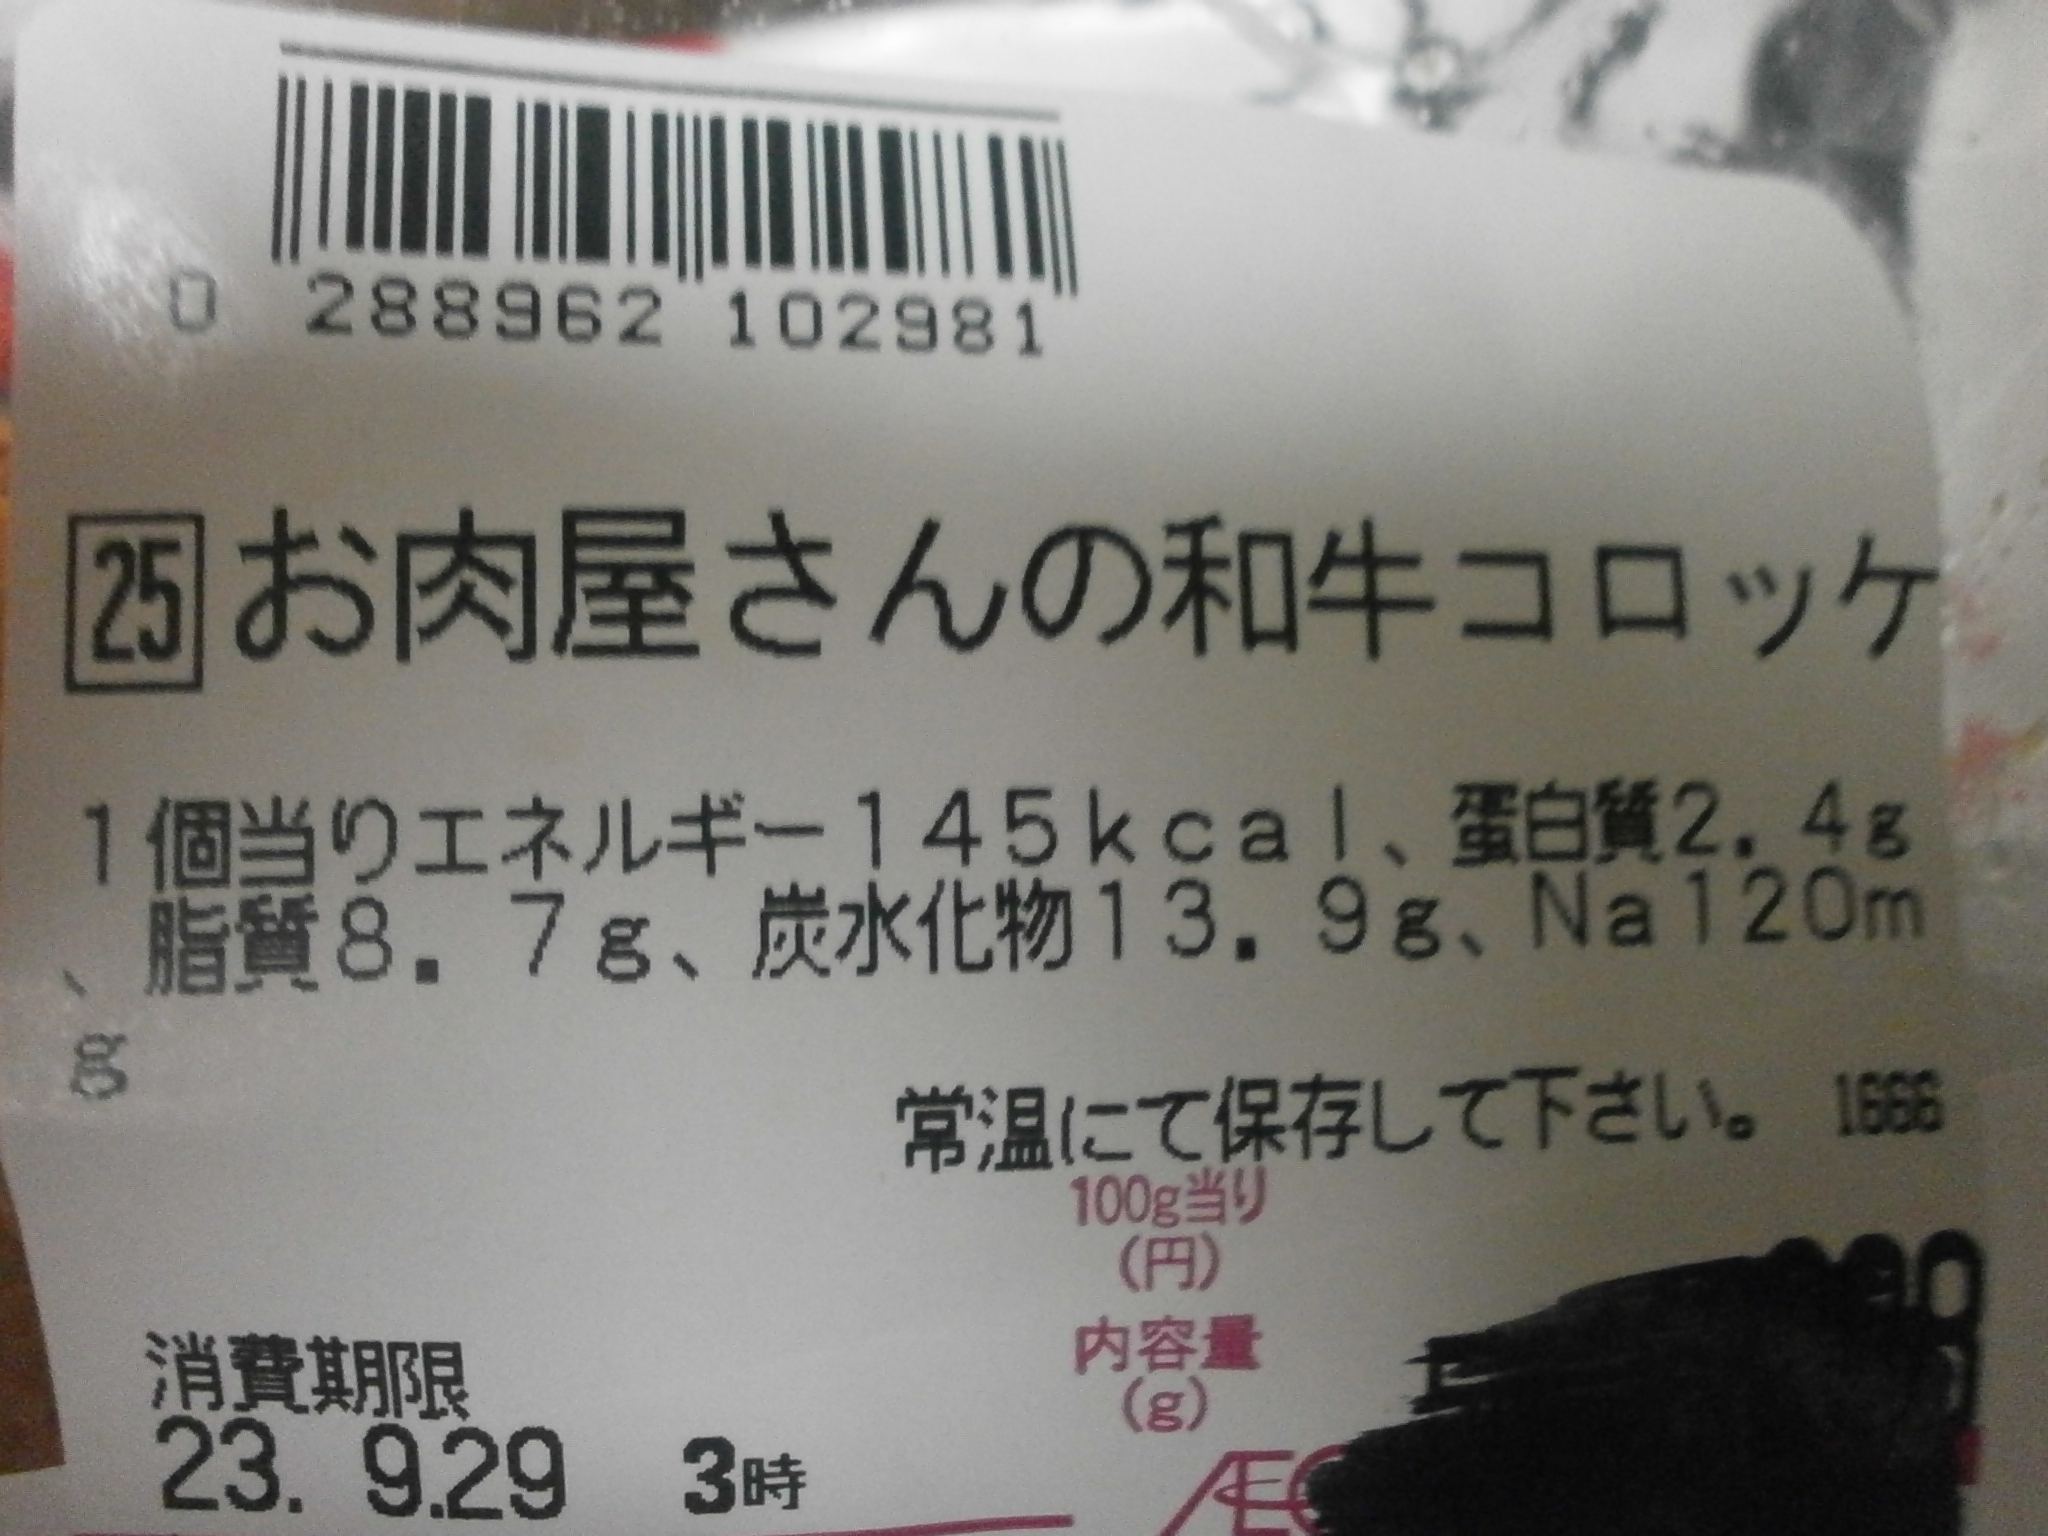 0 288962 102981
25 お肉屋さんの和牛コロッケ
1個当りエネルギー145kcal、蛋白質2.4g
、脂質8.7g、炭水化物13.9g、Na120m
g
常温にて保存して下さい。 1666
100g当り
(円)
内容量
(g)
消費期限
23. 9.29 3時